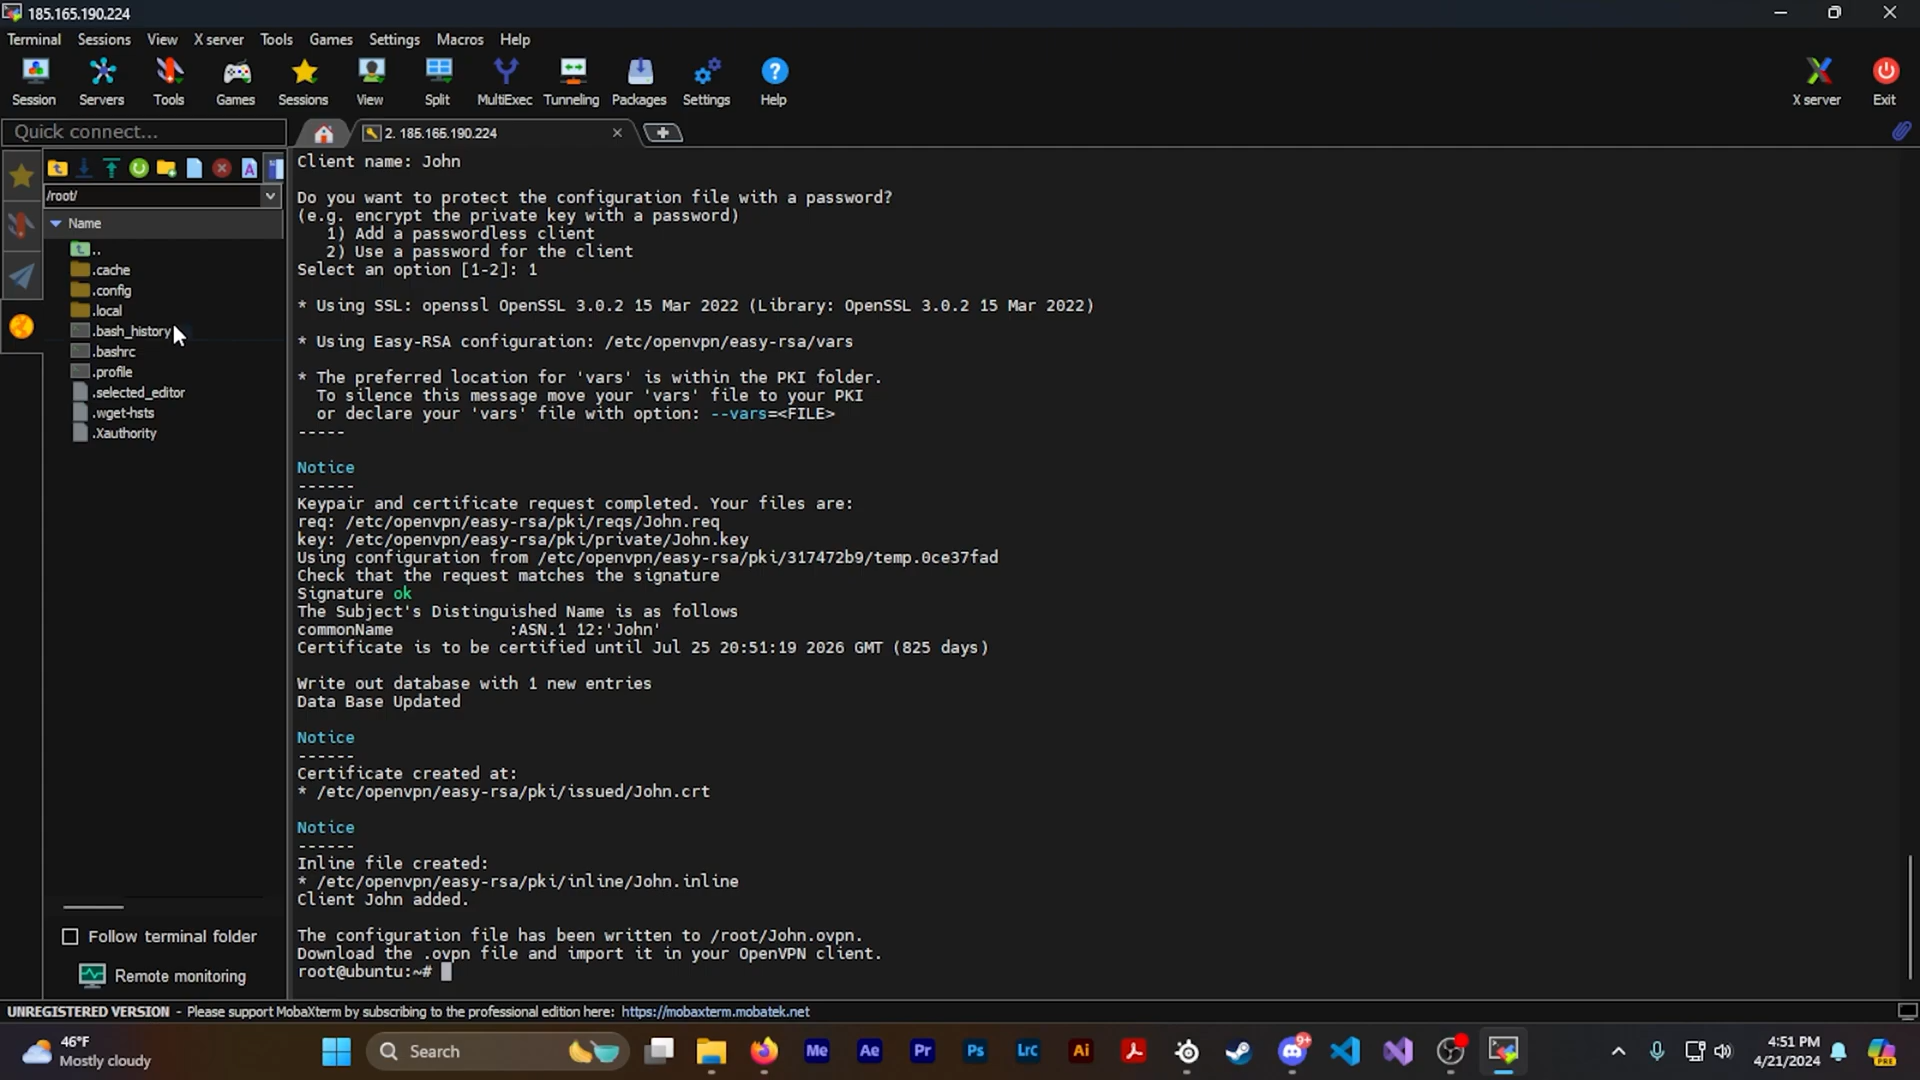 185.165.190.224
Terminal Sessions View X server Tools Games Settings Macros Help
Session Servers Tools Games Sessions View Split MultiExec Tunneling Packages Settings Help X server Exit
Quick connect...
2. 185.165.190.224
/root/
Name
..
.cache
.config
.local
.bash_history
.bashrc
.profile
.selected_editor
.wget-hsts
.Xauthority
Follow terminal folder
Remote monitoring
Client name: John
Do you want to protect the configuration file with a password?
(e.g. encrypt the private key with a password)
1) Add a passwordless client
2) Use a password for the client
Select an option [1-2]: 1
* Using SSL: openssl OpenSSL 3.0.2 15 Mar 2022 (Library: OpenSSL 3.0.2 15 Mar 2022)
* Using Easy-RSA configuration: /etc/openvpn/easy-rsa/vars
* The preferred location for 'vars' is within the PKI folder.
To silence this message move your 'vars' file to your PKI
or declare your 'vars' file with option: --vars=<FILE>
-----
Notice
------
Keypair and certificate request completed. Your files are:
req: /etc/openvpn/easy-rsa/pki/reqs/John.req
key: /etc/openvpn/easy-rsa/pki/private/John.key
Using configuration from /etc/openvpn/easy-rsa/pki/317472b9/temp.0ce37fad
Check that the request matches the signature
Signature ok
The Subject's Distinguished Name is as follows
commonName            :ASN.1 12:'John'
Certificate is to be certified until Jul 25 20:51:19 2026 GMT (825 days)
Write out database with 1 new entries
Data Base Updated
Notice
------
Certificate created at:
* /etc/openvpn/easy-rsa/pki/issued/John.crt
Notice
------
Inline file created:
* /etc/openvpn/easy-rsa/pki/inline/John.inline
Client John added.
The configuration file has been written to /root/John.ovpn.
Download the .ovpn file and import it in your OpenVPN client.
root@ubuntu:~#
UNREGISTERED VERSION - Please support MobaXterm by subscribing to the professional edition here: https://mobaxterm.mobatek.net
46°F
Mostly cloudy
Search
Me Ae Pr Ps LrC Ai
9+
4:51 PM
4/21/2024
PRE